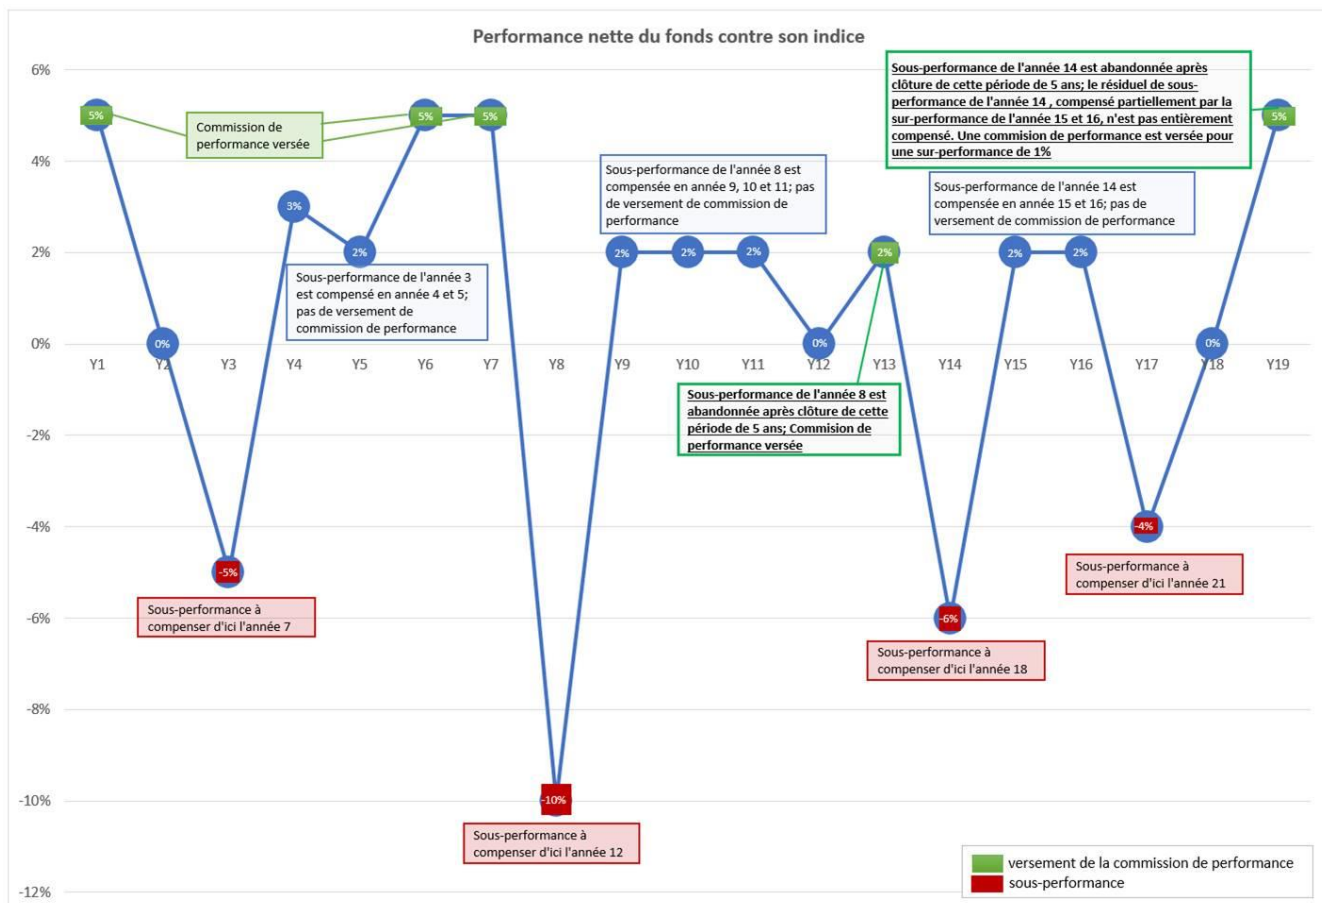 Performance nette du fonds contre son indice
6%
4%
2%
0%
-2%
-4%
-6%
-8%
-10%
-12%
5%
0%
-5%
3%
2%
5%
5%
-10%
2%
2%
2%
0%
2%
-6%
2%
2%
-4%
0%
5%
Y1
Y2
Y3
Y4
Y5
Y6
Y7
Y8
Y9
Y10
Y11
Y12
Y13
Y14
Y15
Y16
Y17
Y18
Y19
Commission de
performance versée
Sous-performance de l'année 3
est compensé en année 4 et 5;
pas de versement de
commission de performance
Sous-performance de l'année 8 est
compensée en année 9, 10 et 11; pas
de versement de commission de
performance
Sous-performance de l'année 14 est abandonnée après
clôture de cette période de 5 ans; le résiduel de sous-
performance de l'année 14 , compensé partiellement par la
sur-performance de l'année 15 et 16, n'est pas entièrement
compensé. Une commision de performance est versée pour
une sur-performance de 1%
Sous-performance de l'année 14 est
compensée en année 15 et 16; pas de
versement de commission de performance
Sous-performance de l'année 8 est
abandonnée après clôture de cette
période de 5 ans; Commision de
performance versée
Sous-performance à
compenser d'ici l'année 7
Sous-performance à
compenser d'ici l'année 12
Sous-performance à
compenser d'ici l'année 18
Sous-performance à
compenser d'ici l'année 21
versement de la commission de performance
sous-performance